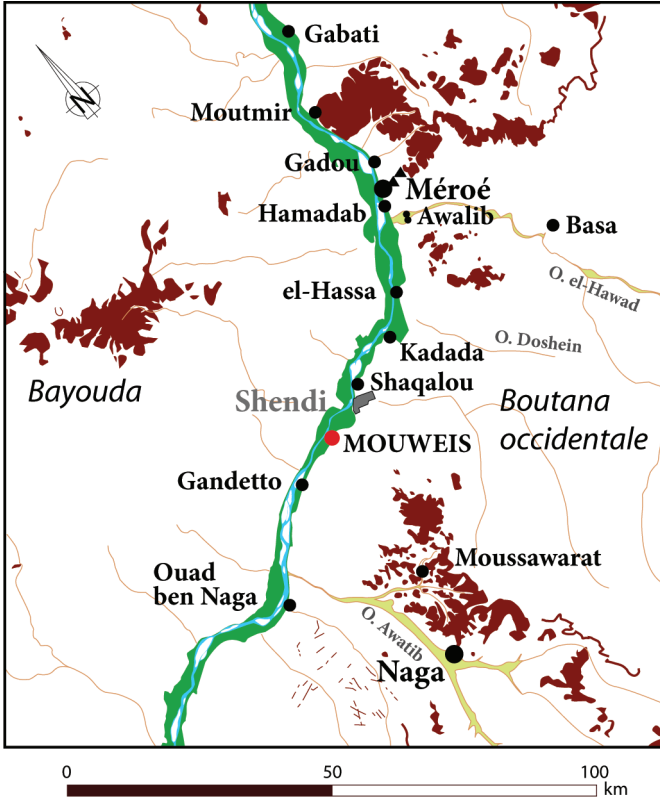 Gabati
N
Moutmir
Gadou
Méroé
Hamadab
Awalib
Basa
O. el-Hawad
el-Hassa
O. Doshein
Kadada
Shaqalou
Bayouda
Shendi
Boutana
occidentale
MOUWEIS
Gandetto
Moussawarat
Ouad
ben Naga
O. Awatib
Naga
0
50
100
km